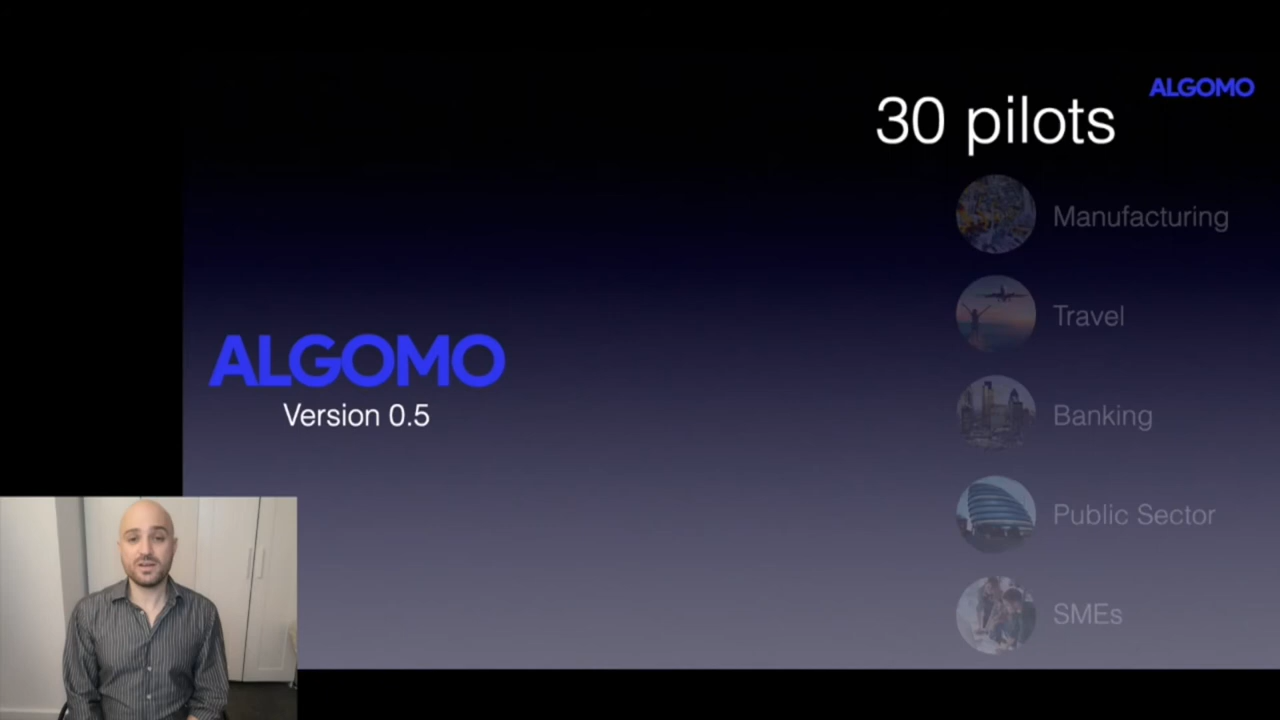 ALGOMO
30 pilots
Manufacturing
Travel
ALGOMO
Version 0.5
Banking
Public Sector
SMEs